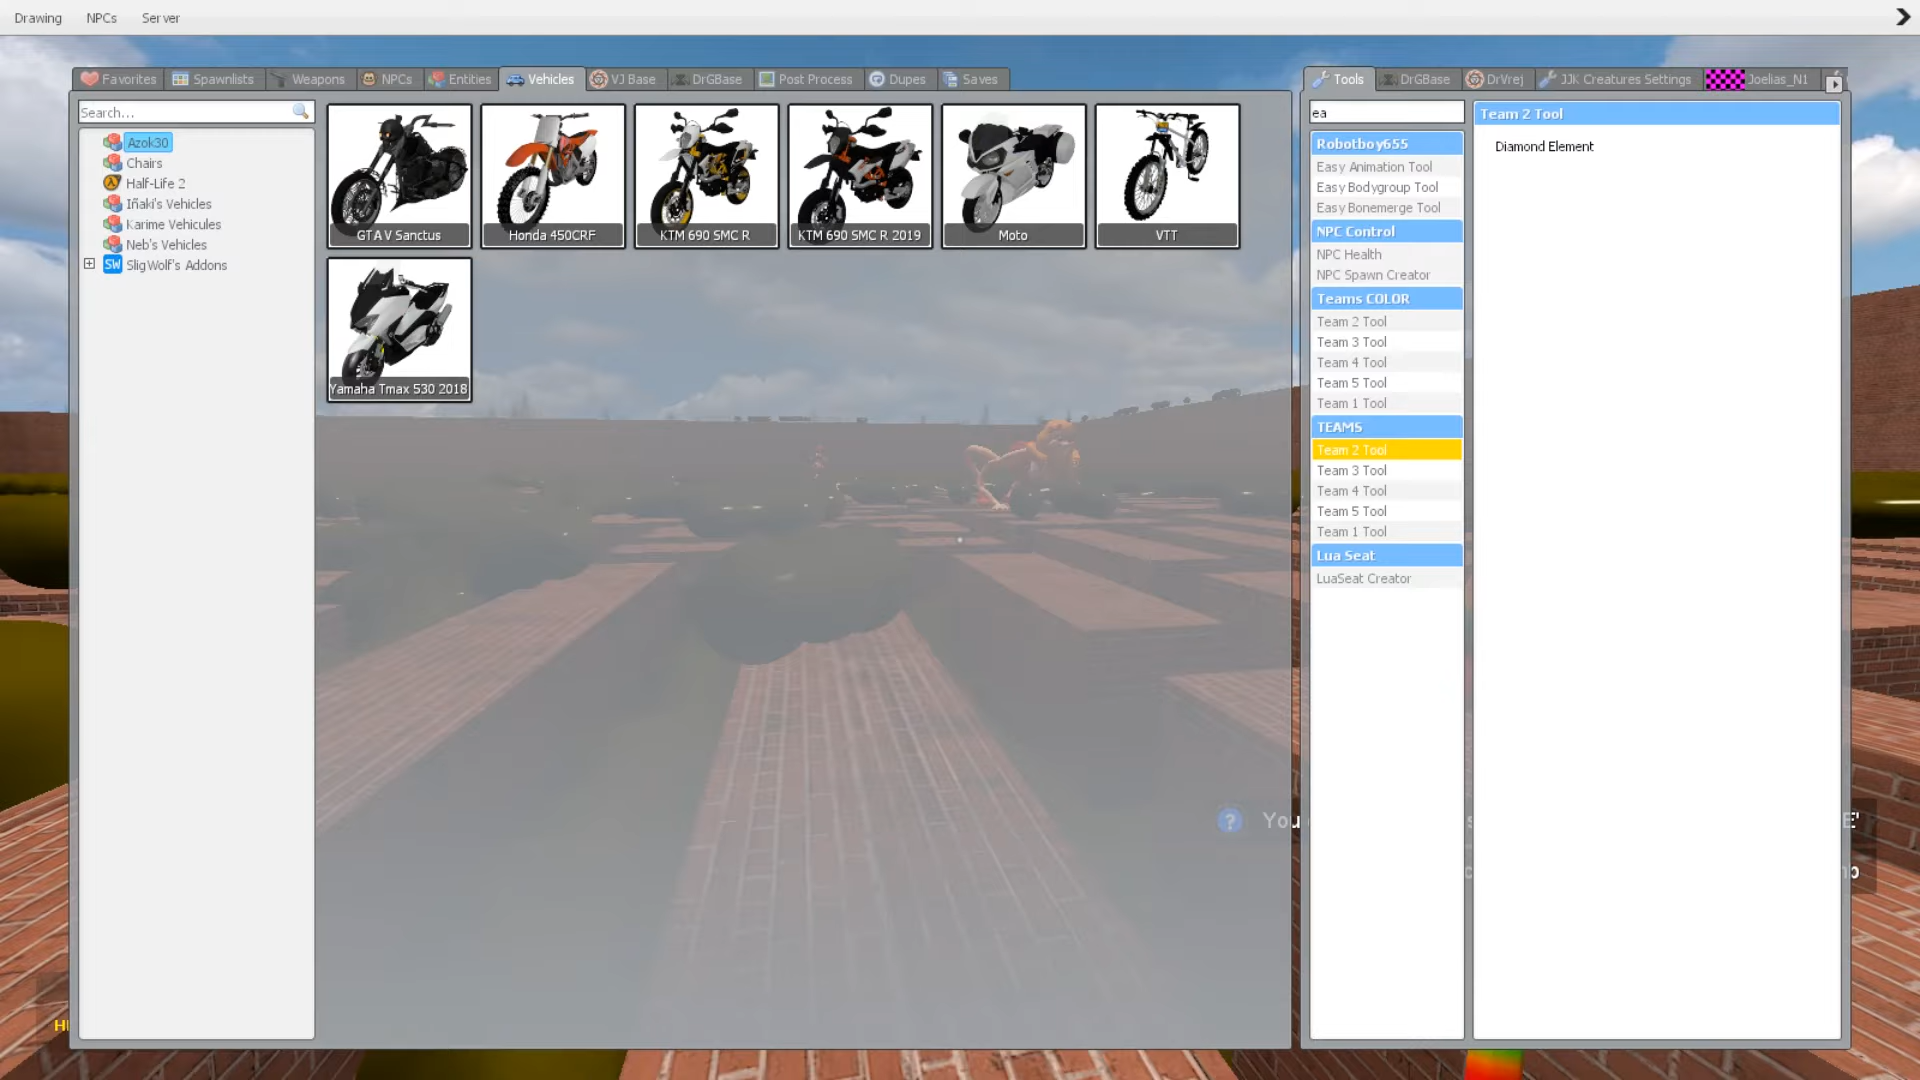 Drawing NPCs Server
Favorites Spawnlists Weapons NPCs Entities Vehicles VJ Base DrGBase Post Process Dupes Saves
Search...
Azok30
Chairs
Half-Life 2
Iñaki's Vehicles
Karime Vehicules
Neb's Vehicles
SW SligWolf's Addons
GTA V Sanctus
Honda 450CRF
KTM 690 SMC R
KTM 690 SMC R 2019
Moto
VTT
Yamaha Tmax 530 2018
Tools DrGBase DrVrej JJK Creatures Settings Joelias_N1
ea
Robotboy655
Easy Animation Tool
Easy Bodygroup Tool
Easy Bonemerge Tool
NPC Control
NPC Health
NPC Spawn Creator
Teams COLOR
Team 2 Tool
Team 3 Tool
Team 4 Tool
Team 5 Tool
Team 1 Tool
TEAMS
Team 2 Tool
Team 3 Tool
Team 4 Tool
Team 5 Tool
Team 1 Tool
Lua Seat
LuaSeat Creator
Team 2 Tool
Diamond Element
You